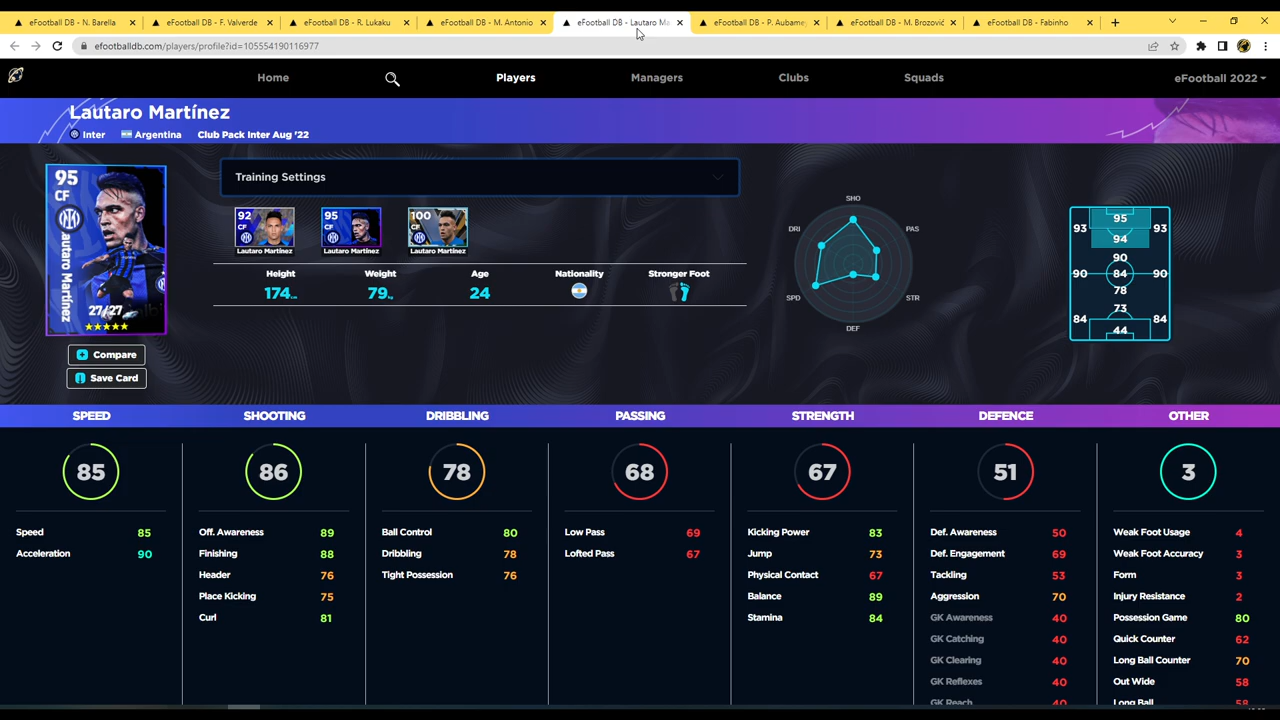 eFootball DB - N. Barella
eFootball DB - F. Valverde
eFootball DB - R. Lukaku
eFootball DB - M. Antonio
eFootball DB - Lautaro Ma
eFootball DB - P. Aubame
eFootball DB - M. Brozović
eFootball DB - Fabinho
efootballdb.com/players/profile?id=105554190116977
Home
Players
Managers
Clubs
Squads
eFootball 2022
Lautaro Martínez
Inter
Argentina
Club Pack Inter Aug '22
95
CF
autaro Martínez
27/27
★★★★★
Compare
Save Card
Training Settings
92
CF
Lautaro Martínez
95
CF
Lautaro Martínez
100
CF
Lautaro Martínez
Height
174
Weight
79
Age
24
Nationality
Stronger Foot
SHO
DRI
PAS
SPD
STR
DEF
95
93
93
94
90
90
84
90
78
73
84
84
44
SPEED
85
Speed 85
Acceleration 90
SHOOTING
86
Off. Awareness 89
Finishing 88
Header 76
Place Kicking 75
Curl 81
DRIBBLING
78
Ball Control 80
Dribbling 78
Tight Possession 76
PASSING
68
Low Pass 69
Lofted Pass 67
STRENGTH
67
Kicking Power 83
Jump 73
Physical Contact 67
Balance 89
Stamina 84
DEFENCE
51
Def. Awareness 50
Def. Engagement 69
Tackling 53
Aggression 70
GK Awareness 40
GK Catching 40
GK Clearing 40
GK Reflexes 40
GK Reach 40
OTHER
3
Weak Foot Usage 4
Weak Foot Accuracy 3
Form 3
Injury Resistance 2
Possession Game 80
Quick Counter 62
Long Ball Counter 70
Out Wide 58
Long Ball 58